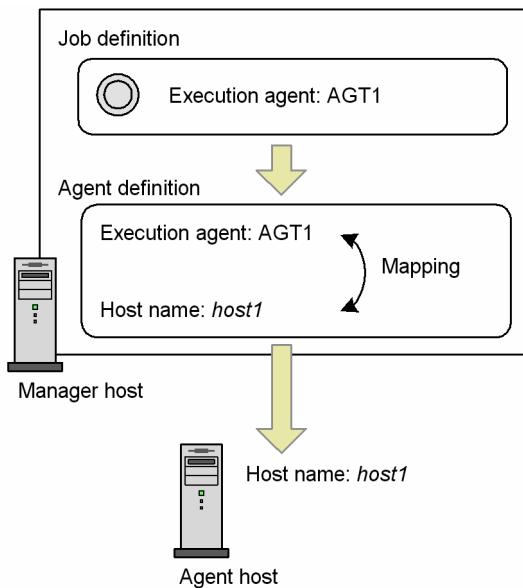 Job definition
Execution agent: AGT1
Agent definition
Execution agent: AGT1
Mapping
Host name: host1
Manager host
Host name: host1
Agent host